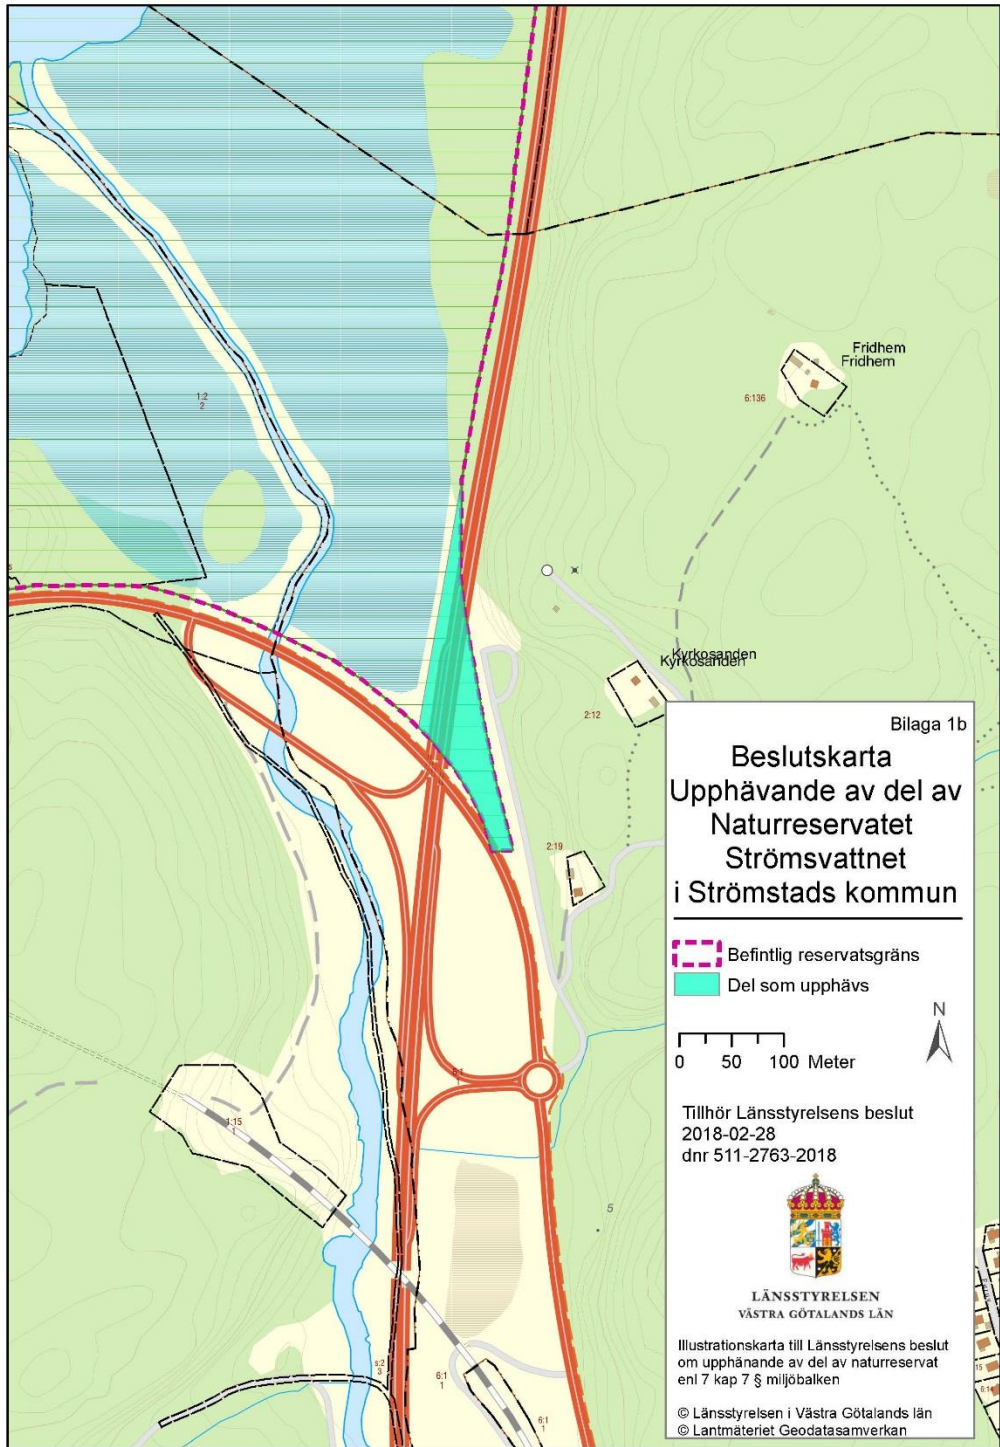 Fridhem
Fridhem
1:2
2
6:136
Kyrkosanden
Kyrkosanden
2:12
2:19
6:1
1
1:15
1
5
s:2
3
6:1
1
6:1
1
Bilaga 1b
Beslutskarta
Upphävande av del av
Naturreservatet
Strömsvattnet
i Strömstads kommun
Befintlig reservatsgräns
Del som upphävs
N
0 50 100 Meter
Tillhör Länsstyrelsens beslut
2018-02-28
dnr 511-2763-2018
LÄNSSTYRELSEN
VÄSTRA GÖTALANDS LÄN
Illustrationskarta till Länsstyrelsens beslut
om upphänande av del av naturreservat
enl 7 kap 7 § miljöbalken
© Länsstyrelsen i Västra Götalands län
© Lantmäteriet Geodatasamverkan